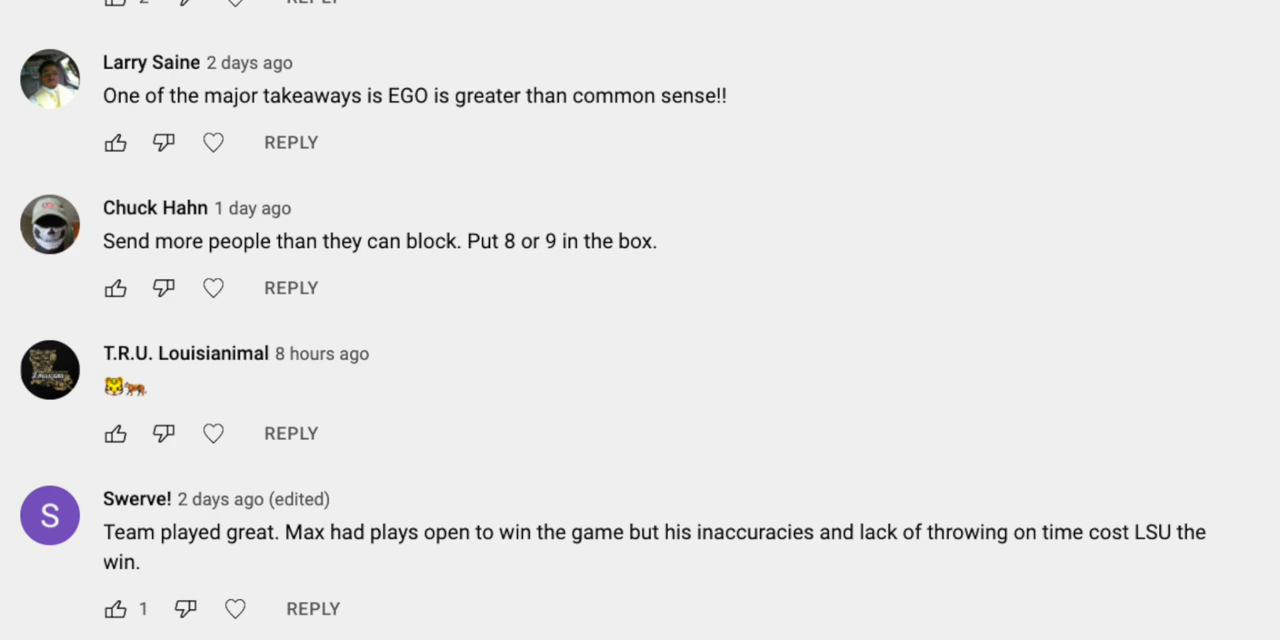 2 REPLY
Larry Saine 2 days ago
One of the major takeaways is EGO is greater than common sense!!
REPLY
Chuck Hahn 1 day ago
Send more people than they can block. Put 8 or 9 in the box.
REPLY
T.R.U. Louisianimal 8 hours ago
🐯🐅
REPLY
S
Swerve! 2 days ago (edited)
Team played great. Max had plays open to win the game but his inaccuracies and lack of throwing on time cost LSU the
win.
1 REPLY